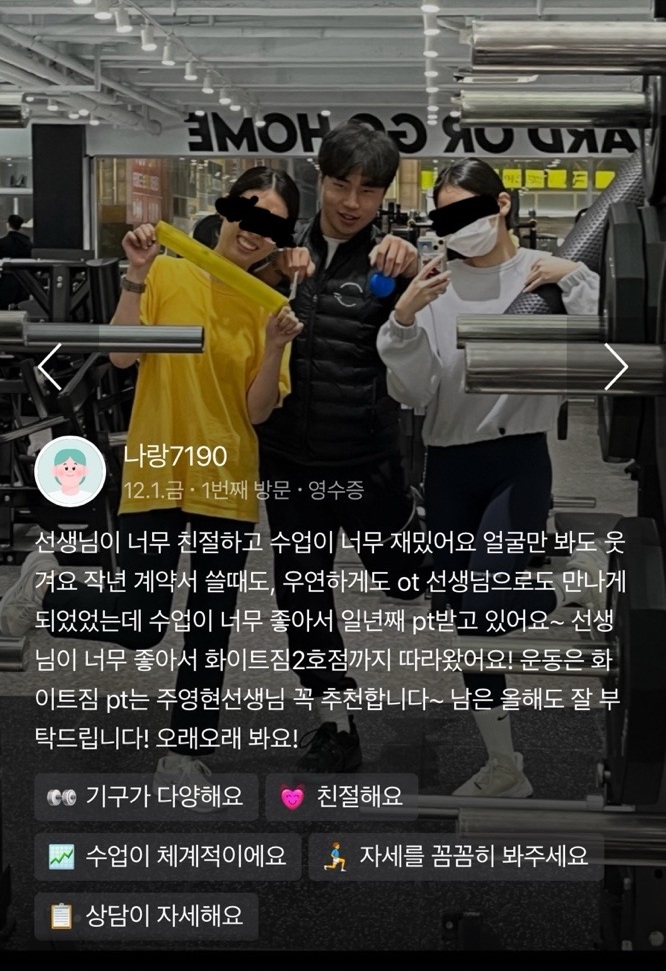 HARD OR GO HOME
나랑7190
12.1.금 · 1번째 방문 · 영수증
선생님이 너무 친절하고 수업이 너무 재밌어요 얼굴만 봐도 웃
겨요 작년 계약서 쓸때도, 우연하게도 ot 선생님으로도 만나게
되었었는데 수업이 너무 좋아서 일년째 pt받고 있어요~ 선생
님이 너무 좋아서 화이트짐2호점까지 따라왔어요! 운동은 화
이트짐 pt는 주영현선생님 꼭 추천합니다~ 남은 올해도 잘 부
탁드립니다! 오래오래 봐요!
기구가 다양해요
친절해요
수업이 체계적이에요
자세를 꼼꼼히 봐주세요
상담이 자세해요